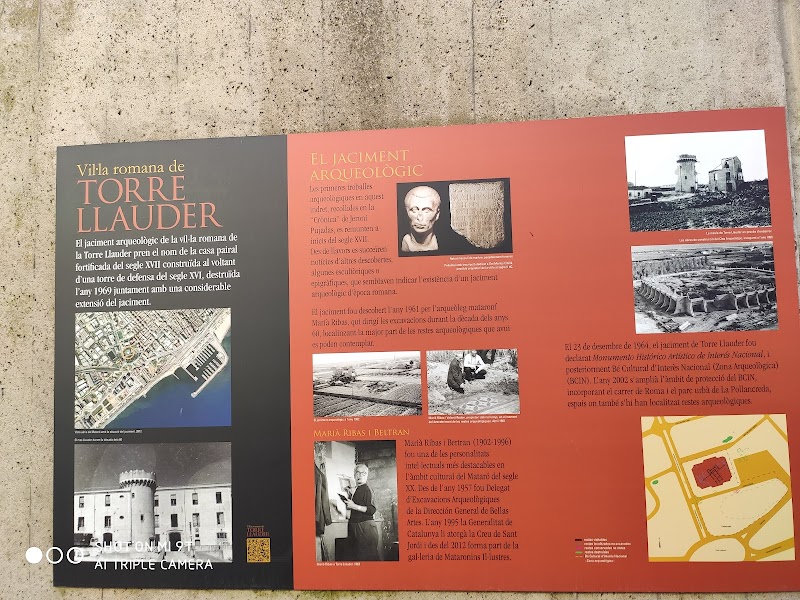 Vil·la romana de
TORRE
LLAUDER
El jaciment arqueològic de la vil·la romana de
la Torre Llauder pren el nom de la casa pairal
fortificada del segle XVII construïda al voltant
d'una torre de defensa del segle XVI, destruïda
l'any 1969 juntament amb una considerable
extensió del jaciment.
TORRE
LLAUDER
EL JACIMENT
ARQUEOLÒGIC
Les primeres troballes
arqueològiques en aquest
indret, recollides en la
"Crònica" de Jeroni
Pujadas, es remunten a
inicis del segle XVII.
Des de llavors es succeiren
notícies d'altres descobertes,
algunes escultòriques o
epigràfiques, que semblaven indicar l'existència d'un jaciment
arqueològic d'època romana.
El jaciment fou descobert l'any 1961 per l'arqueòleg mataroní
Marià Ribas, qui dirigí les excavacions durant la dècada dels anys
60, localitzant la major part de les restes arqueològiques que avui
es poden contemplar.
MARIÀ RIBAS I BERTRAN
Marià Ribas i Bertran (1902-1996)
fou una de les personalitats
intel·lectuals més destacables en
l'àmbit cultural del Mataró del segle
XX. Des de l'any 1957 fou Delegat
d'Excavacions Arqueològiques
de la Dirección General de Bellas
Artes. L'any 1995 la Generalitat de
Catalunya li atorgà la Creu de Sant
Jordi i des del 2012 forma part de la
gal·leria de Mataronins Il·lustres.
El 23 de desembre de 1964, el jaciment de Torre Llauder fou
declarat Monumento Histórico Artístico de Interés Nacional, i
posteriorment Bé Cultural d'Interès Nacional (Zona Arqueològica)
(BCIN). L'any 2002 s'amplià l'àmbit de protecció del BCIN,
incorporant el carrer de Roma i el parc urbà de La Pollancreda,
espais on també s'hi han localitzat restes arqueològiques.
SHOT ON MI 9T
AI TRIPLE CAMERA